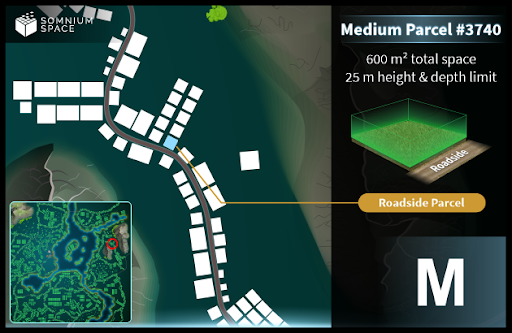 SOMNIUM
SPACE
Medium Parcel #3740
600 m² total space
25 m height & depth limit
Roadside
Roadside Parcel
M